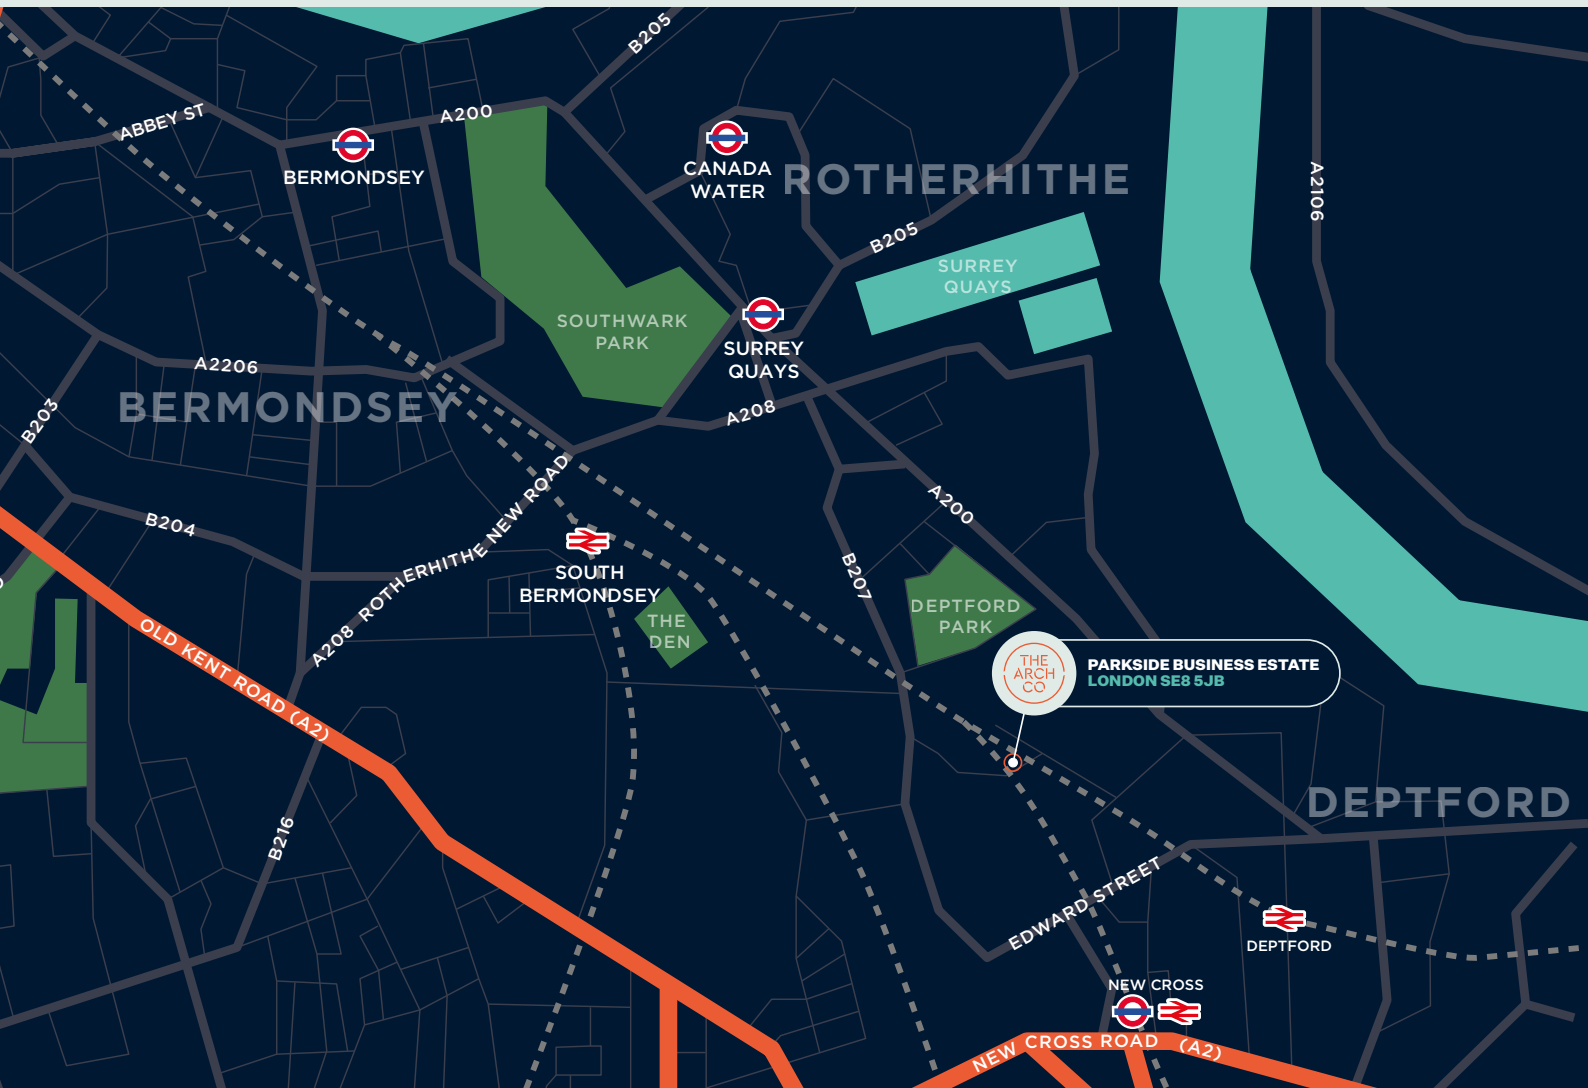 B205
ABBEY ST
A200
BERMONDSEY
CANADA
WATER
ROTHERHITHE
A2106
B205
SURREY
QUAYS
SOUTHWARK
PARK
SURREY
QUAYS
A2206
BERMONDSEY
B203
A208
B204
A208 ROTHERHITHE NEW ROAD
A200
SOUTH
BERMONDSEY
B207
THE
DEN
DEPTFORD
PARK
OLD KENT ROAD (A2)
THE
ARCH
CO
PARKSIDE BUSINESS ESTATE
LONDON SE8 5JB
DEPTFORD
B216
EDWARD STREET
DEPTFORD
NEW CROSS
NEW CROSS ROAD (A2)